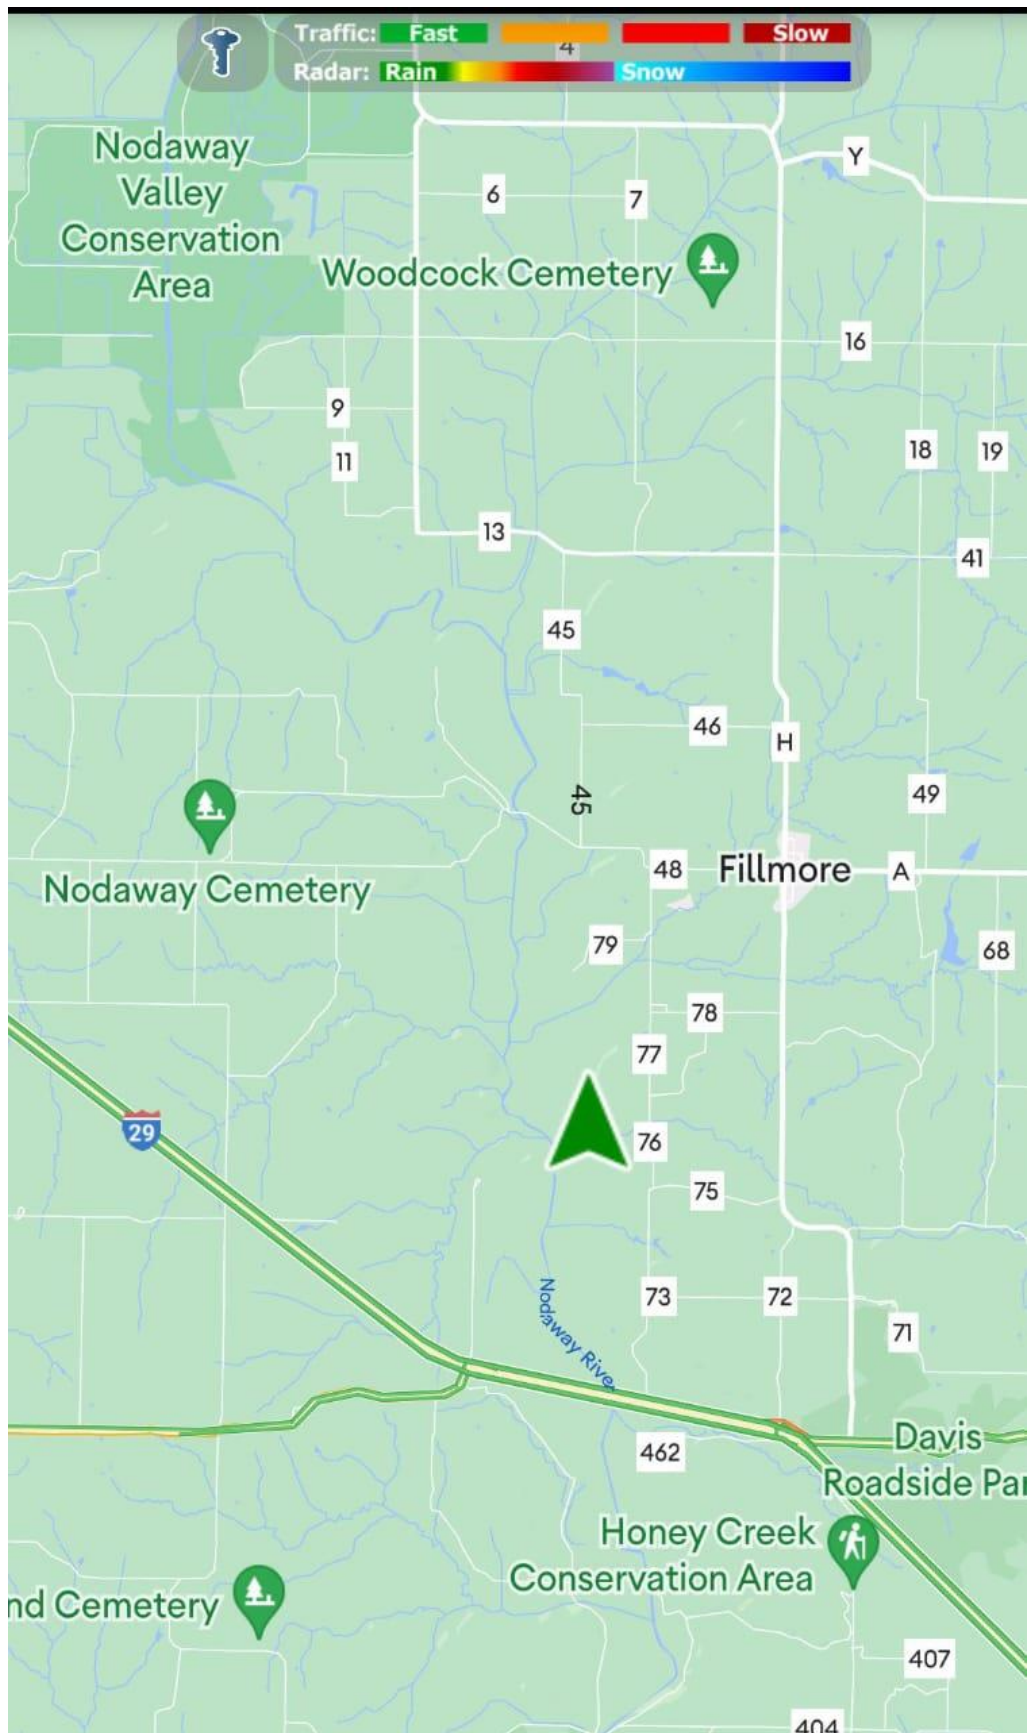 Traffic: Fast Slow
4
Radar: Rain Snow
Nodaway
Valley
Conservation
Area
Y
6
7
Woodcock Cemetery
16
9
18
19
11
13
41
45
46
H
45
49
48
Fillmore
A
Nodaway Cemetery
79
68
78
77
29
76
75
Nodaway River
73
72
71
462
Davis
Roadside Par
Honey Creek
Conservation Area
nd Cemetery
407
404